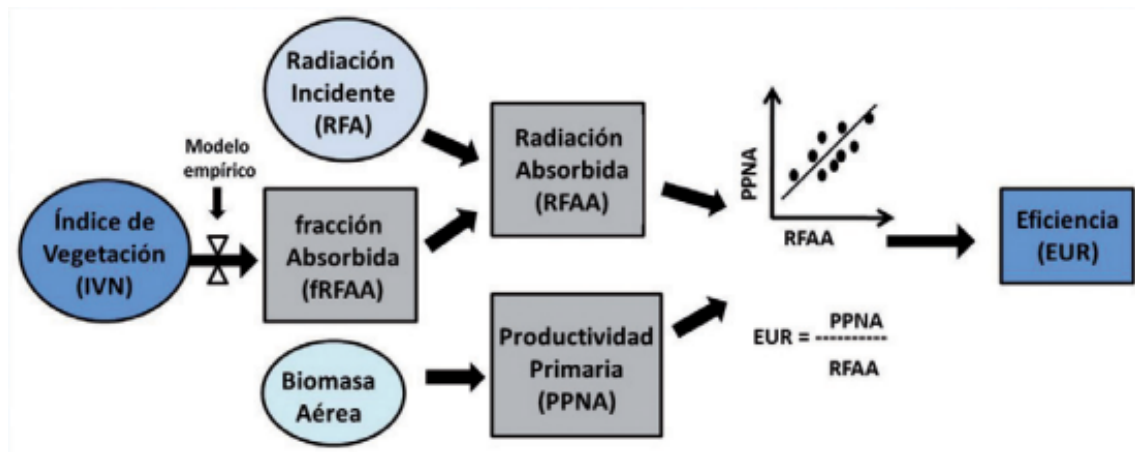 Radiación
Incidente
(RFA)
Modelo
empírico
Índice de
Vegetación
(IVN)
fracción
Absorbida
(fRFAA)
Radiación
Absorbida
(RFAA)
Biomasa
Aérea
Productividad
Primaria
(PPNA)
PPNA
RFAA
EUR = PPNA
----------
RFAA
Eficiencia
(EUR)